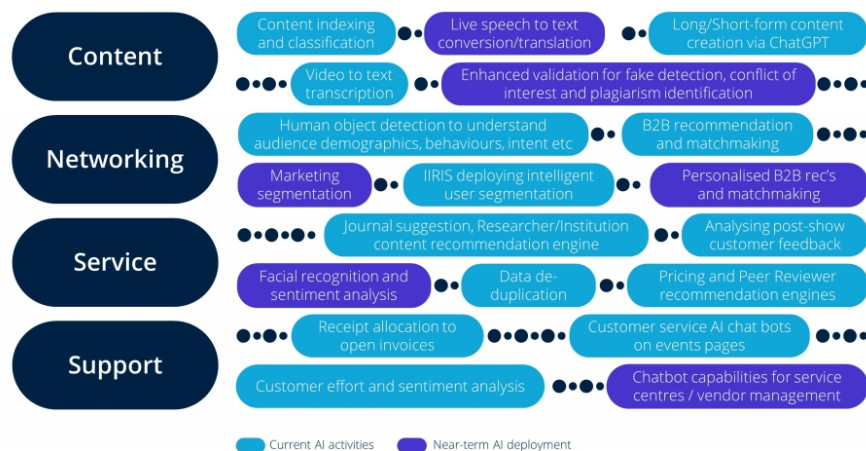 Content
Content indexing
and classification
Live speech to text
conversion/translation
Long/Short-form content
creation via ChatGPT
Video to text
transcription
Enhanced validation for fake detection, conflict of
interest and plagiarism identification
Networking
Human object detection to understand
audience demographics, behaviours, intent etc
B2B recommendation
and matchmaking
Marketing
segmentation
IIRIS deploying intelligent
user segmentation
Personalised B2B rec's
and matchmaking
Service
Journal suggestion, Researcher/Institution
content recommendation engine
Analysing post-show
customer feedback
Facial recognition and
sentiment analysis
Data de-
duplication
Pricing and Peer Reviewer
recommendation engines
Support
Receipt allocation to
open invoices
Customer service AI chat bots
on events pages
Customer effort and sentiment analysis
Chatbot capabilities for service
centres / vendor management
Current AI activities
Near-term AI deployment